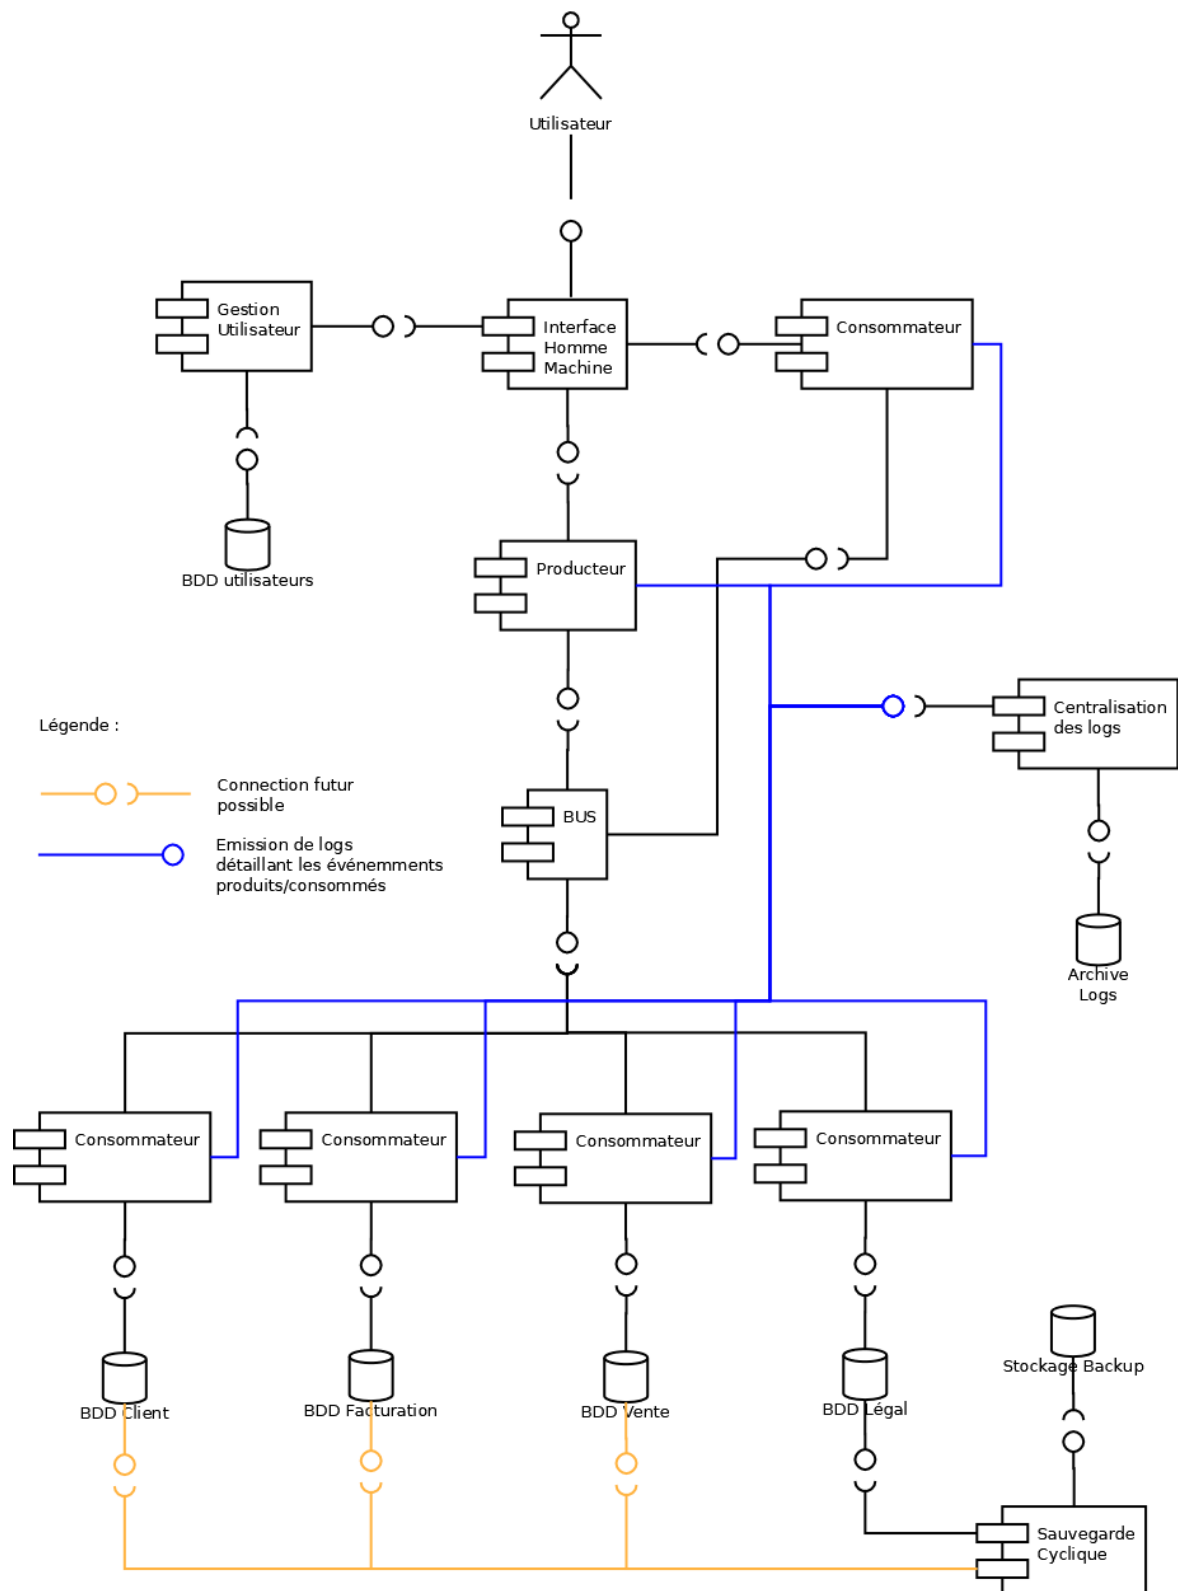 Utilisateur
Gestion
Utilisateur
Interface
Homme
Machine
Consommateur
BDD utilisateurs
Producteur
Centralisation
des logs
Légende :
Connection futur
possible
Emission de logs
détaillant les événemments
produits/consommés
BUS
Archive
Logs
Consommateur
Consommateur
Consommateur
Consommateur
Stockage Backup
BDD Client
BDD Facturation
BDD Vente
BDD Légal
Sauvegarde
Cyclique